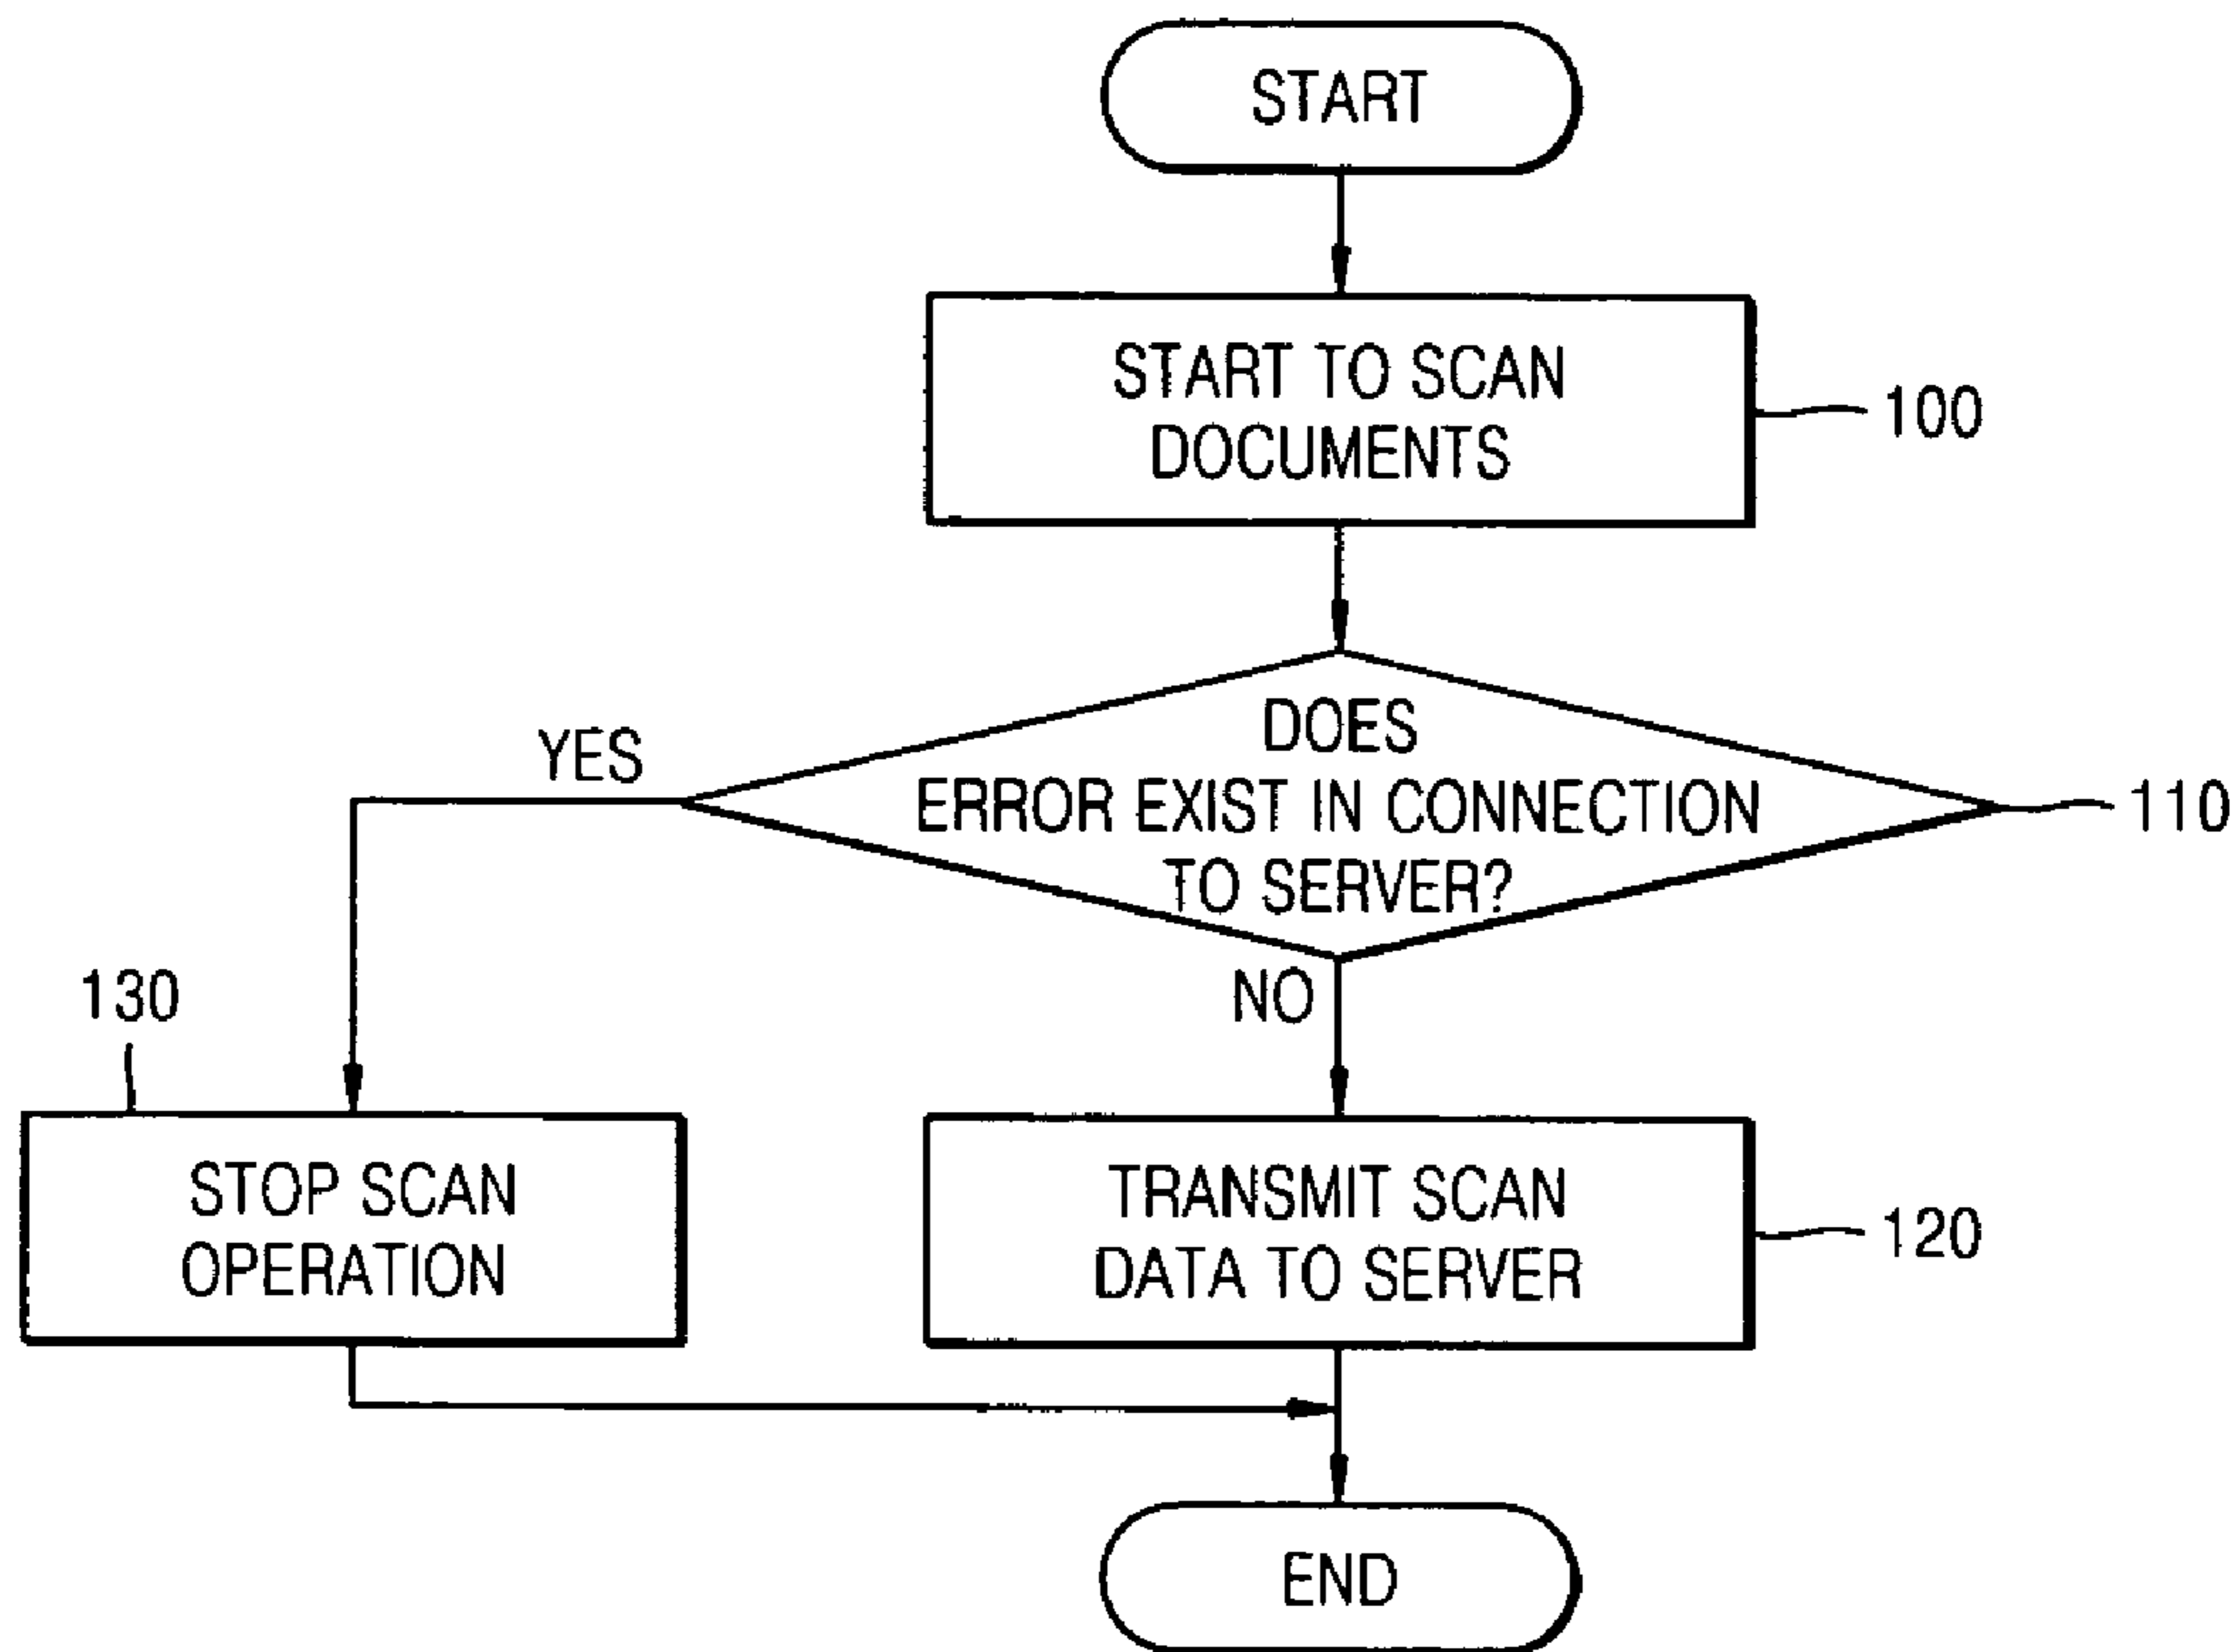 START
START TO SCAN
DOCUMENTS
100
DOES
ERROR EXIST IN CONNECTION
TO SERVER?
110
YES
NO
130
STOP SCAN
OPERATION
TRANSMIT SCAN
DATA TO SERVER
120
END